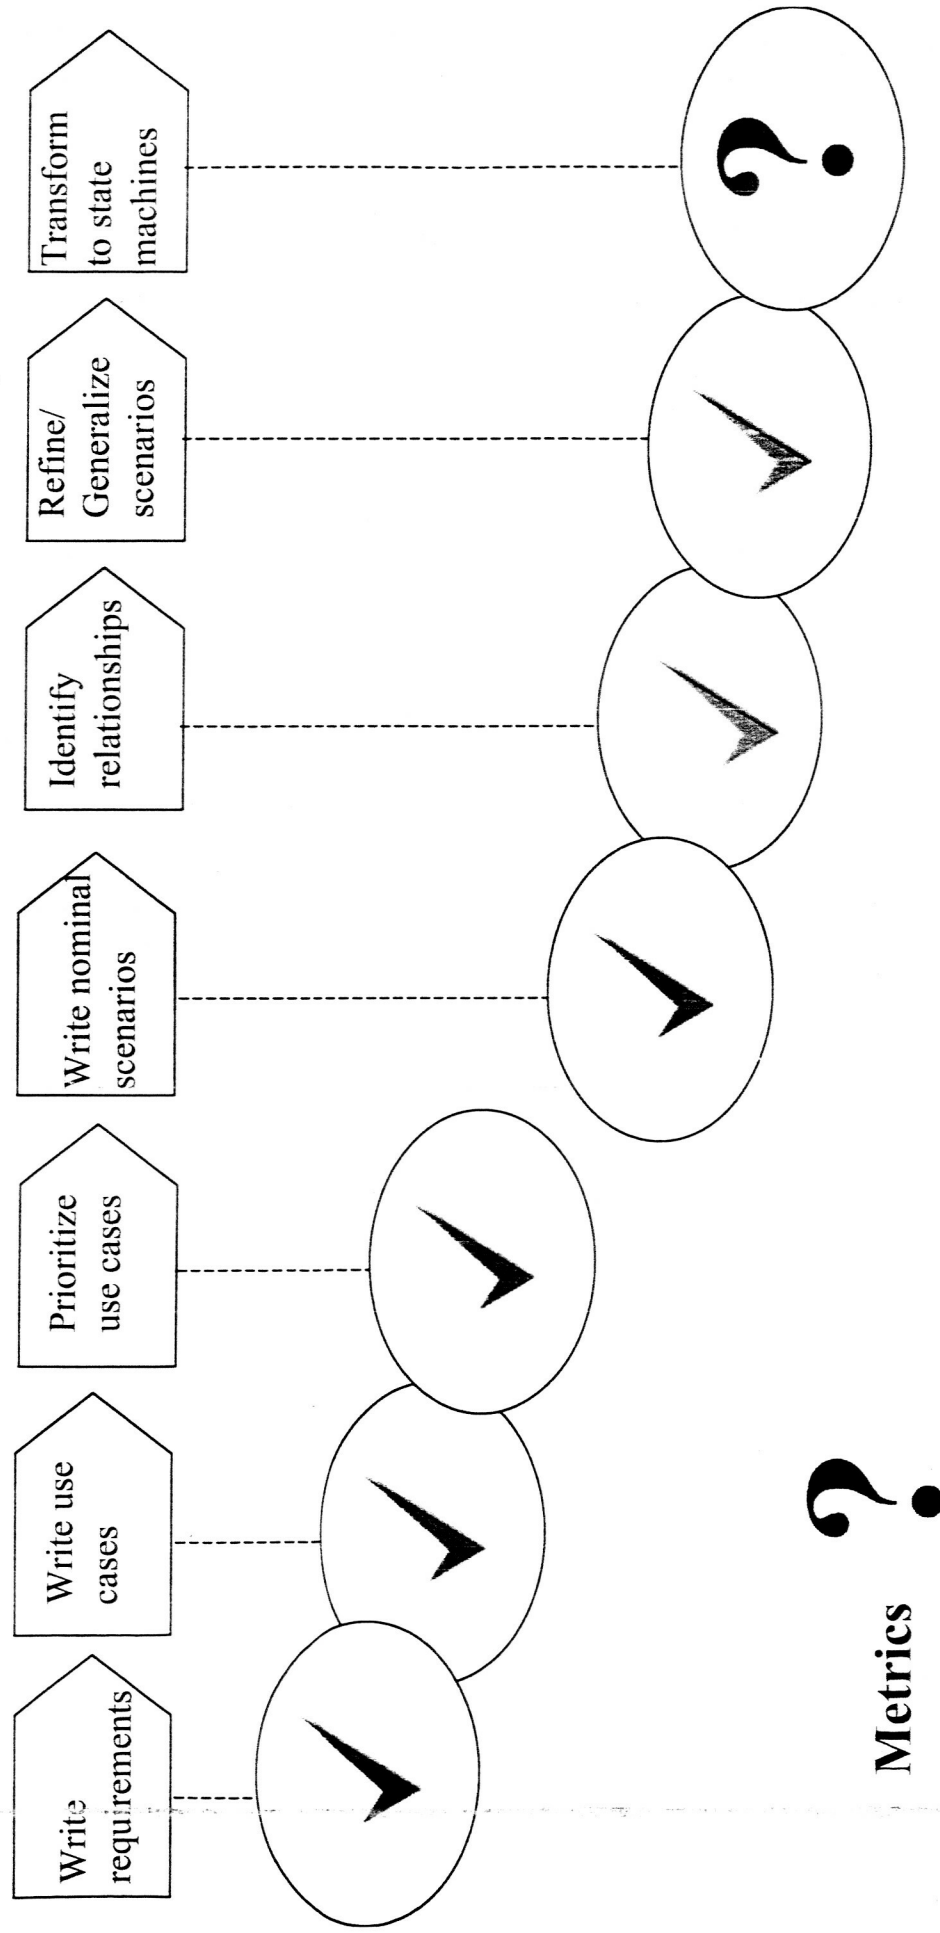 Write
requirements
Write use
cases
Prioritize
use cases
Write nominal
scenarios
Identify
relationships
Refine/
Generalize
scenarios
Transform
to state
machines
?
Metrics ?